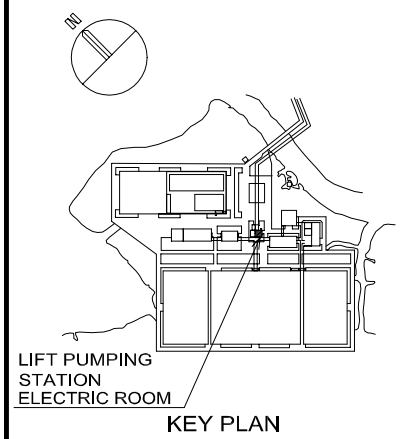 N
LIFT PUMPING
STATION
ELECTRIC ROOM
KEY PLAN